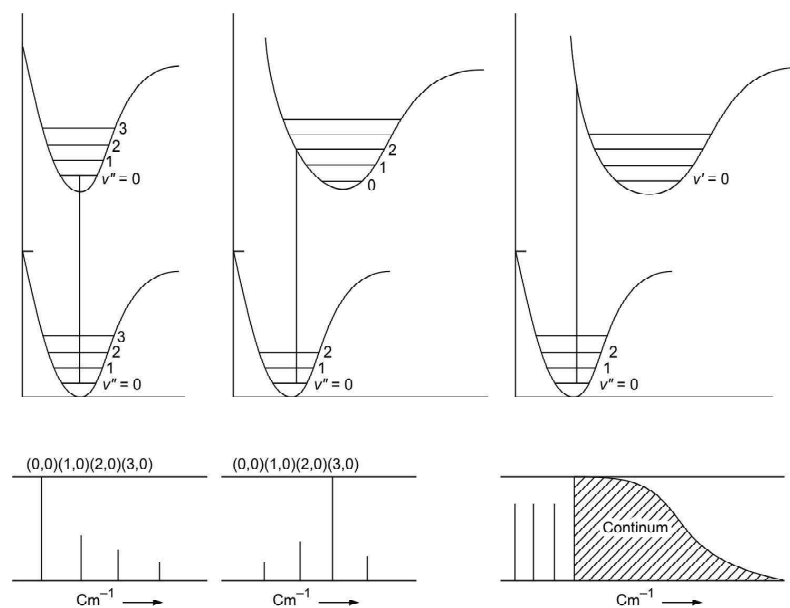 3
2
1
v″ = 0
2
1
0
v′ = 0
3
2
1
v″ = 0
2
1
v″ = 0
v″ = 0
(0,0)(1,0)(2,0)(3,0)
(0,0)(1,0)(2,0)(3,0)
Continum
Cm⁻¹
Cm⁻¹
Cm⁻¹